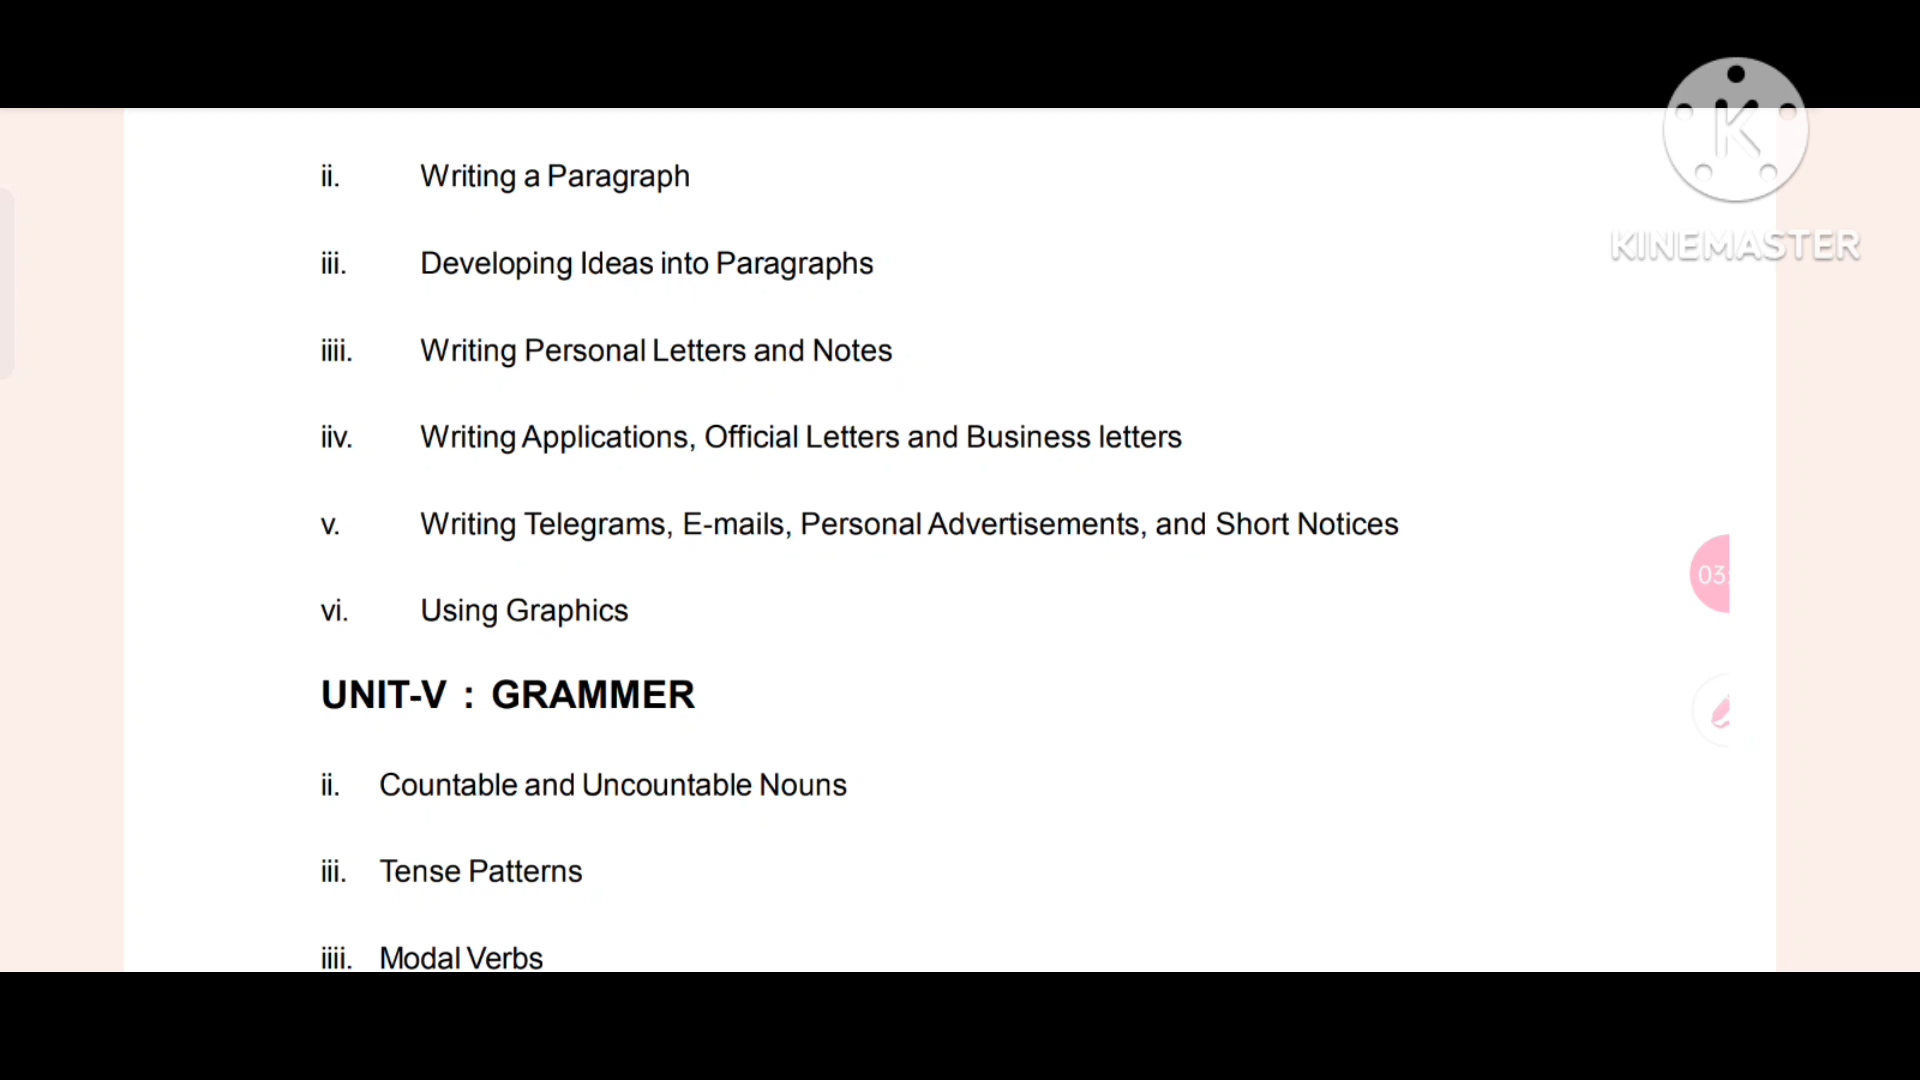 ii. Writing a Paragraph
iii. Developing Ideas into Paragraphs
iiii. Writing Personal Letters and Notes
iiv. Writing Applications, Official Letters and Business letters
v. Writing Telegrams, E-mails, Personal Advertisements, and Short Notices
vi. Using Graphics
UNIT-V : GRAMMER
ii. Countable and Uncountable Nouns
iii. Tense Patterns
iiii. Modal Verbs
K
KINEMASTER
03: